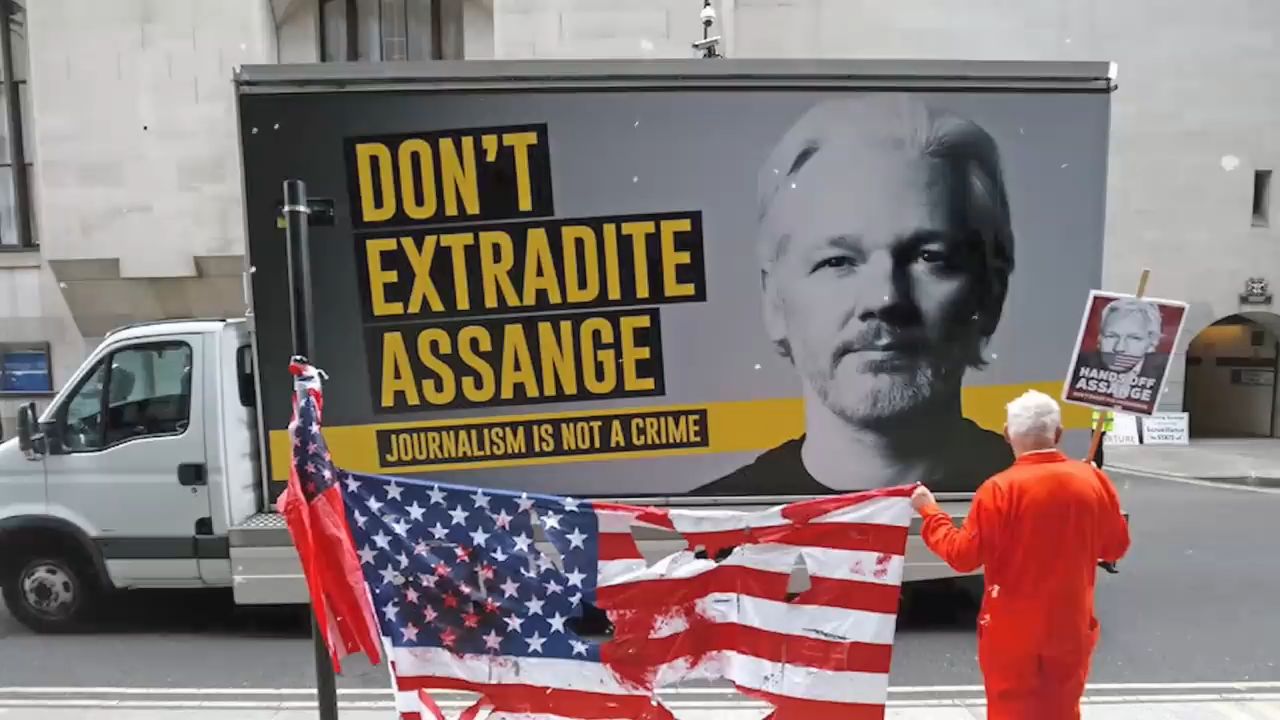 DON'T
EXTRADITE
ASSANGE
JOURNALISM IS NOT A CRIME
HANDS OFF
ASSANGE